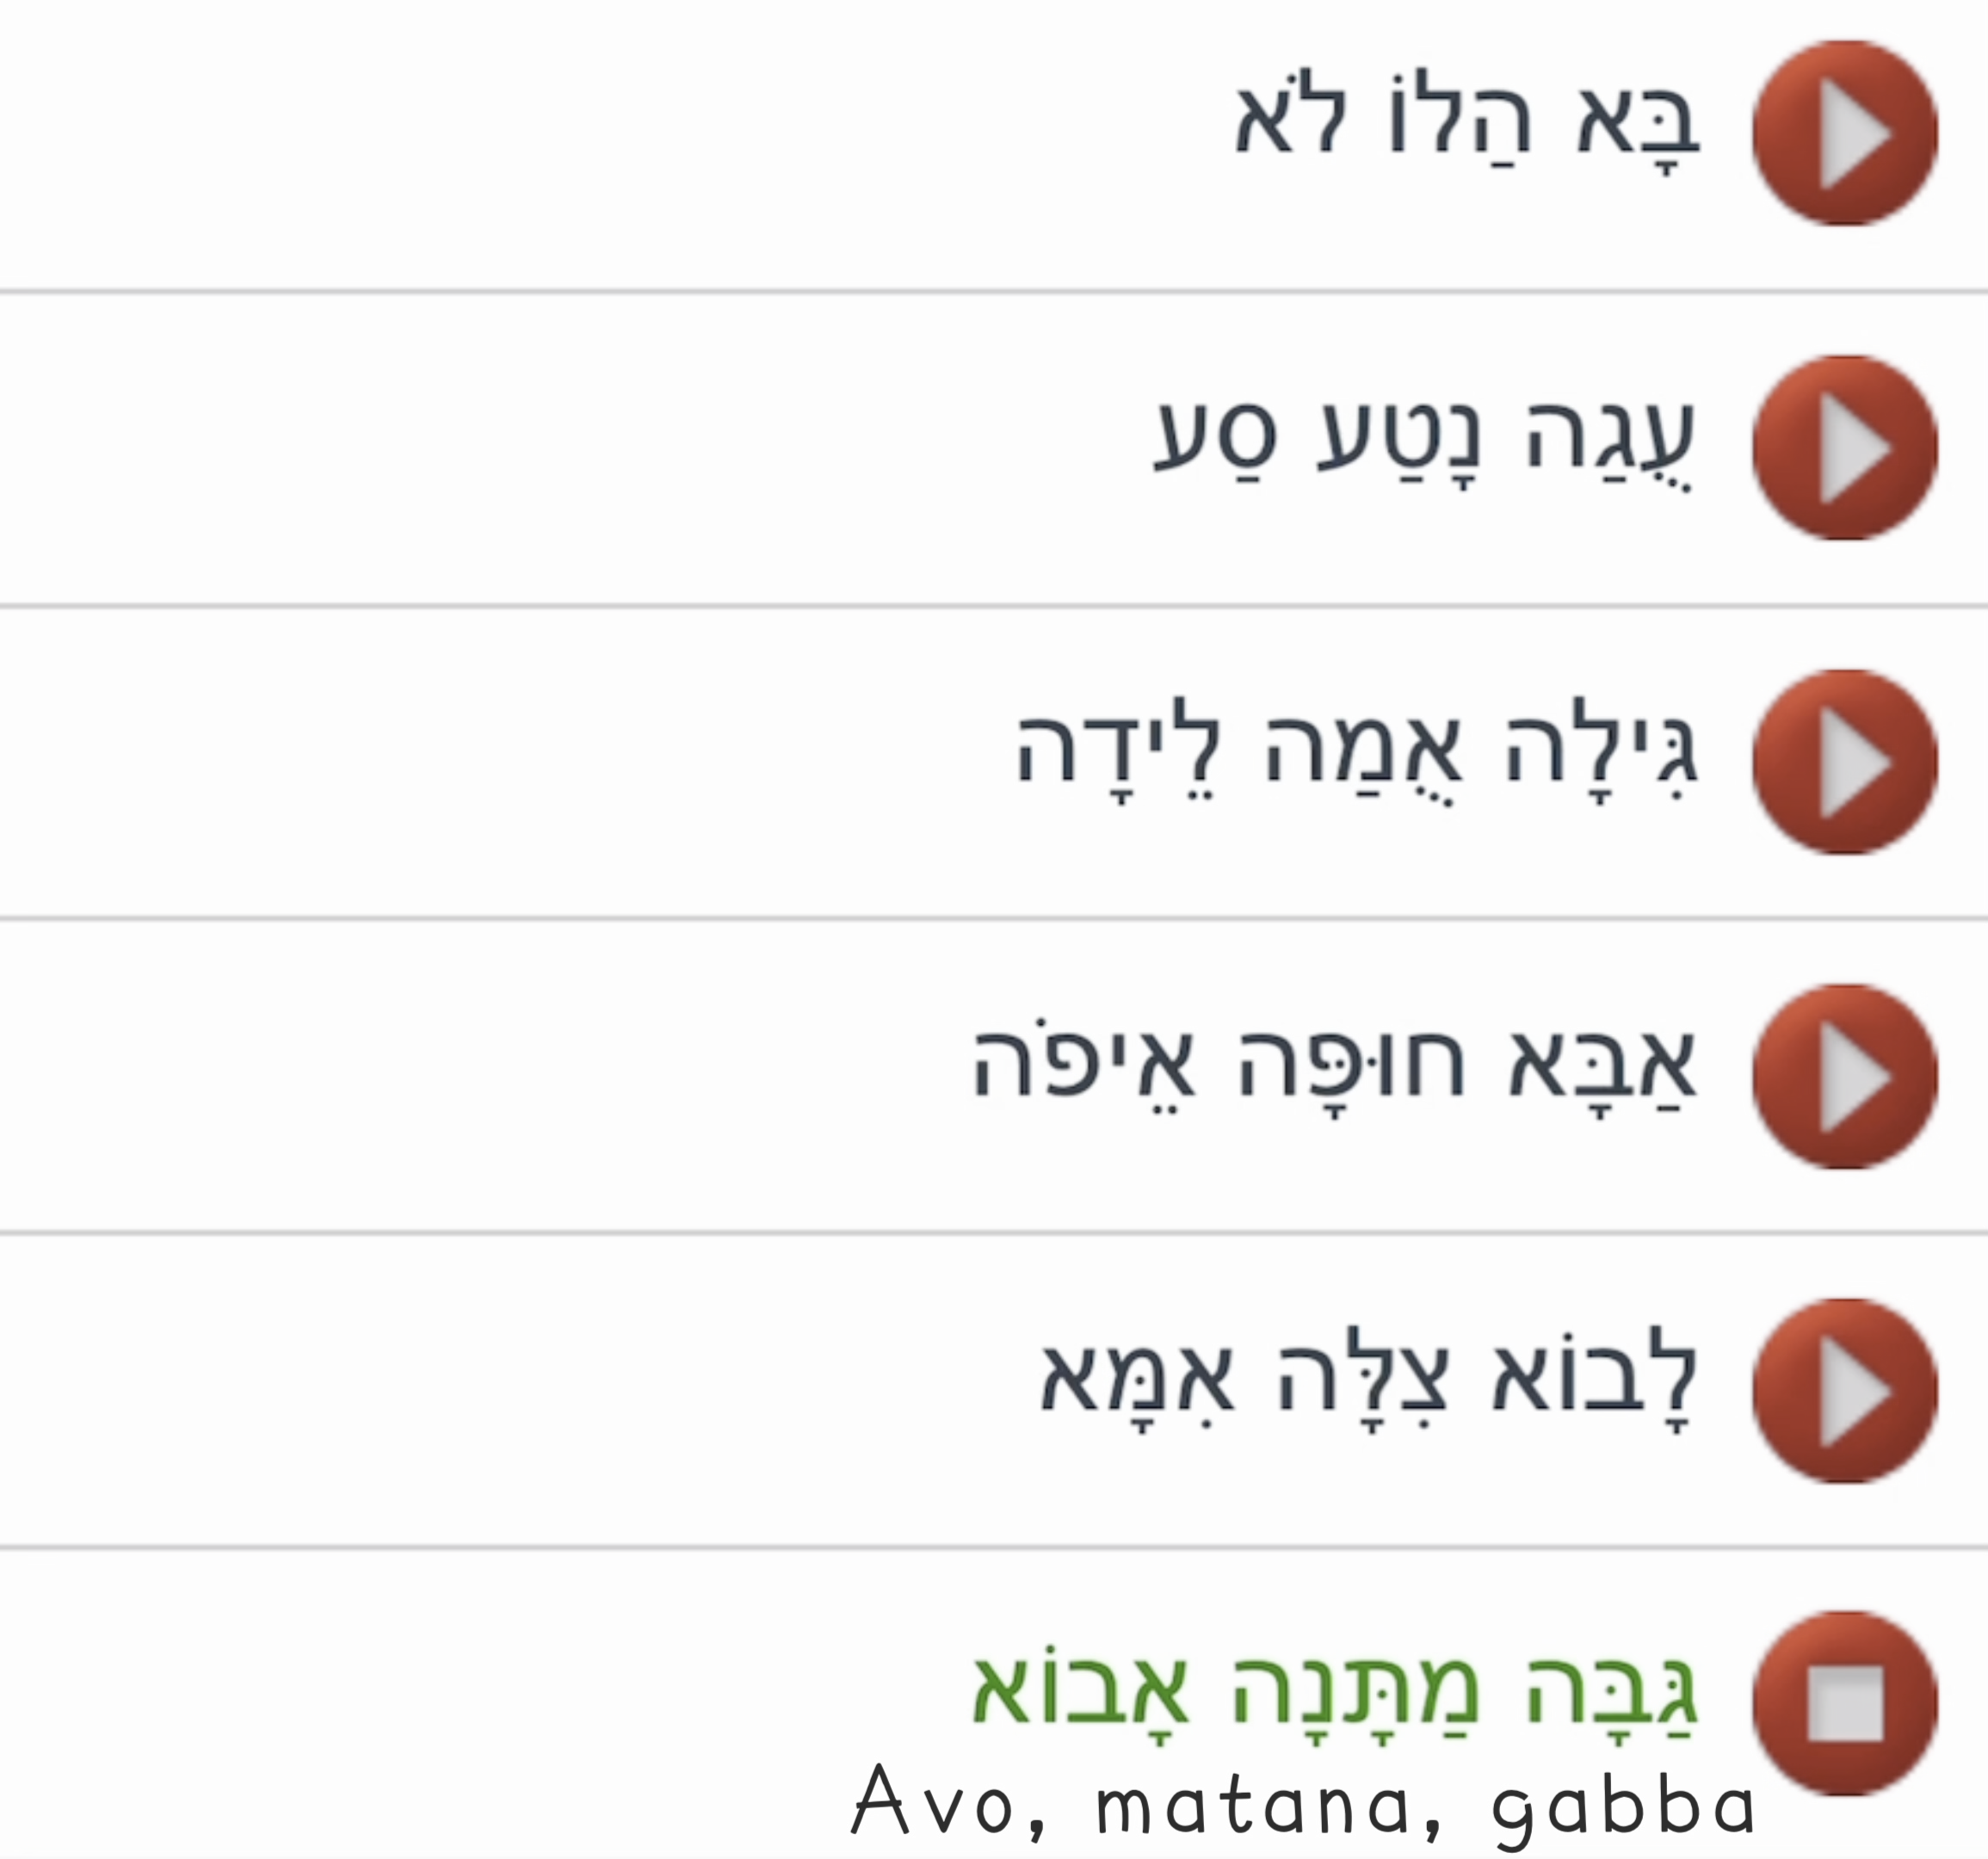 בָּא הַלוֹ לֹא
עֻגַה נָטַע סַע
גִּילָה אֻמַה לֵידָה
אַבָּא חוּפָּה אֵיפֹה
לָבוֹא צִלָּה אִמָּא
גַּבָּה מַתָּנָה אָבוֹא
Avo, matana, gabba